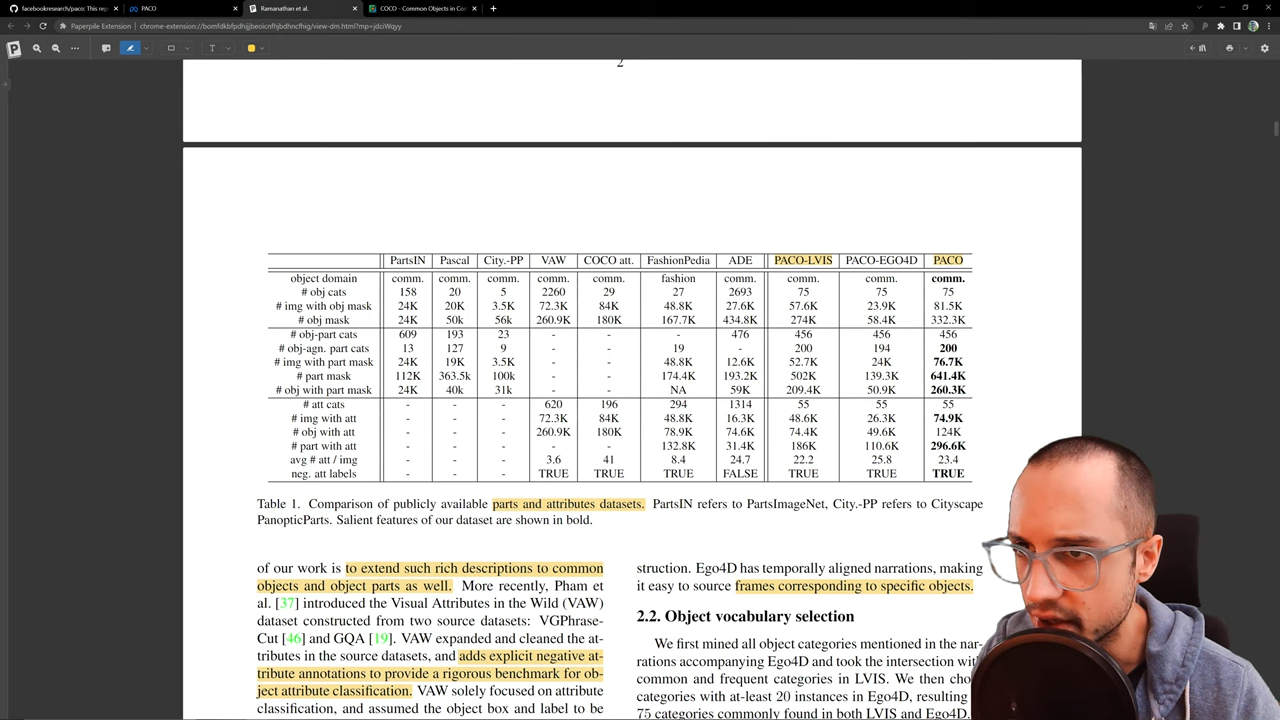 facebookresearch/paco: This rep
PACO
Ramanathan et al.
COCO - Common Objects in Con
Paperpile Extension | chrome-extension://bomfdkbfpdhijjbeoicnfhjbdhncfhig/view-dm.html?mp=jdciWqyy
2
PartsIN Pascal City.-PP VAW COCO att. FashionPedia ADE PACO-LVIS PACO-EGO4D PACO
object domain comm. comm. comm. comm. comm. fashion comm. comm. comm. comm.
# obj cats 158 20 5 2260 29 27 2693 75 75 75
# img with obj mask 24K 20K 3.5K 72.3K 84K 48.8K 27.6K 57.6K 23.9K 81.5K
# obj mask 24K 50k 56k 260.9K 180K 167.7K 434.8K 274K 58.4K 332.3K
# obj-part cats 609 193 23 - - - 476 456 456 456
# obj-agn. part cats 13 127 9 - - 19 - 200 194 200
# img with part mask 24K 19K 3.5K - - 48.8K 12.6K 52.7K 24K 76.7K
# part mask 112K 363.5k 100k - - 174.4K 193.2K 502K 139.3K 641.4K
# obj with part mask 24K 40k 31k - - NA 59K 209.4K 50.9K 260.3K
# att cats - - - 620 196 294 1314 55 55 55
# img with att - - - 72.3K 84K 48.8K 16.3K 48.6K 26.3K 74.9K
# obj with att - - - 260.9K 180K 78.9K 74.6K 74.4K 49.6K 124K
# part with att - - - - - 132.8K 31.4K 186K 110.6K 296.6K
avg # att / img - - - 3.6 41 8.4 24.7 22.2 25.8 23.4
neg. att labels - - - TRUE TRUE TRUE FALSE TRUE TRUE TRUE
Table 1. Comparison of publicly available parts and attributes datasets. PartsIN refers to PartsImageNet, City.-PP refers to Cityscape
PanopticParts. Salient features of our dataset are shown in bold.
of our work is to extend such rich descriptions to common
objects and object parts as well. More recently, Pham et
al. [37] introduced the Visual Attributes in the Wild (VAW)
dataset constructed from two source datasets: VGPhrase-
Cut [46] and GQA [19]. VAW expanded and cleaned the at-
tributes in the source datasets, and adds explicit negative at-
tribute annotations to provide a rigorous benchmark for ob-
ject attribute classification. VAW solely focused on attribute
classification, and assumed the object box and label to be
struction. Ego4D has temporally aligned narrations, making
it easy to source frames corresponding to specific objects.
2.2. Object vocabulary selection
We first mined all object categories mentioned in the nar-
rations accompanying Ego4D and took the intersection with
common and frequent categories in LVIS. We then
categories with at-least 20 instances in Ego4D, resulting
75 categories commonly found in both LVIS and Ego4D.